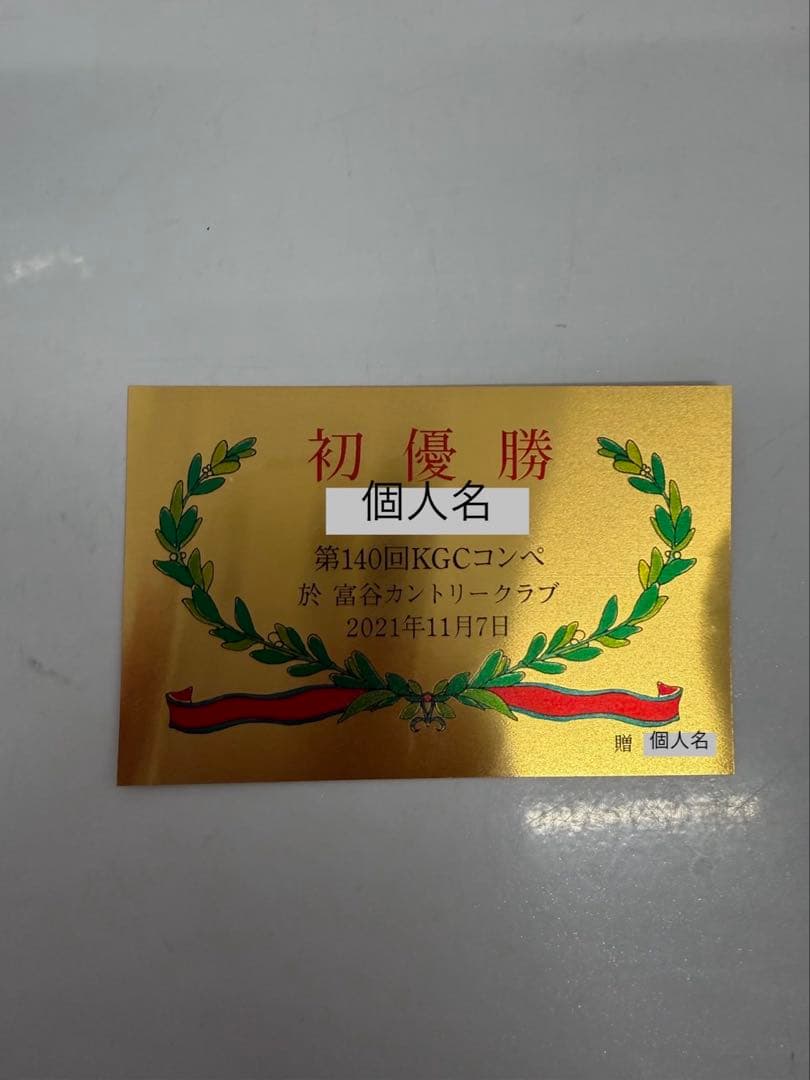 初優勝
個人名
第140回KGCコンペ
於 富谷カントリークラブ
2021年11月7日
贈 個人名